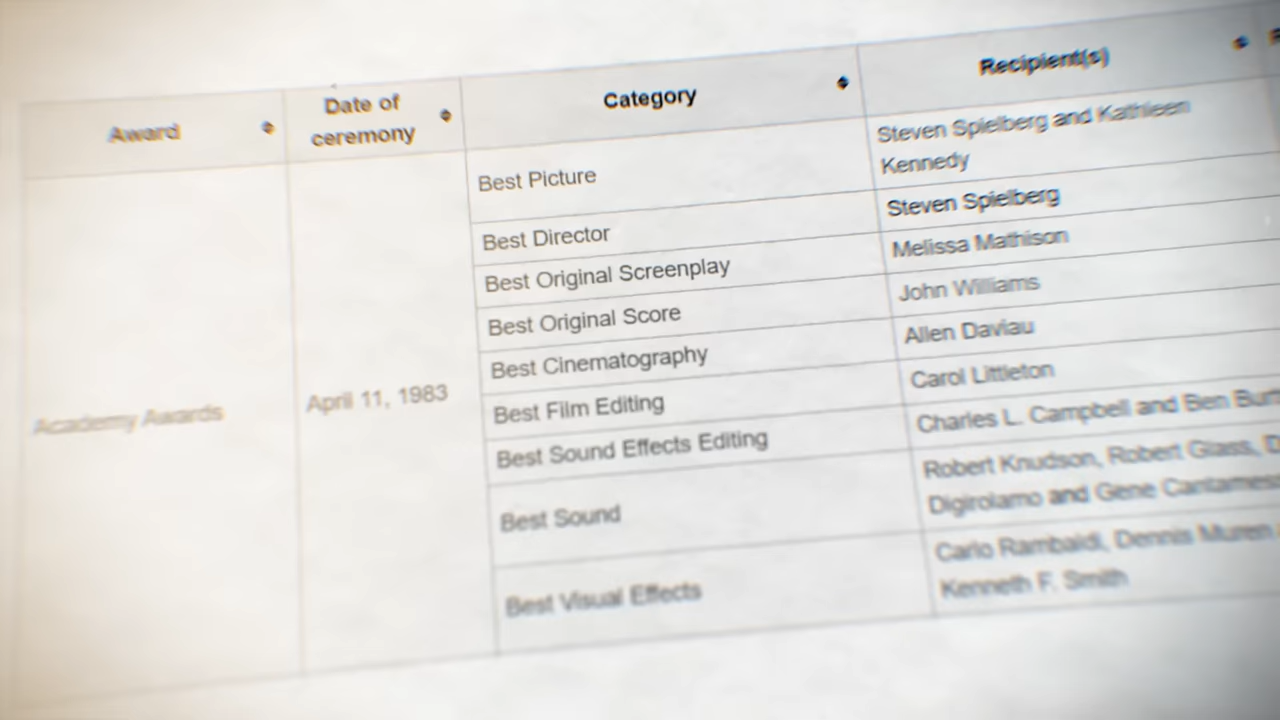 Award
Date of
ceremony
Category
Recipient(s)
Academy Awards
April 11, 1983
Best Picture
Steven Spielberg and Kathleen
Kennedy
Best Director
Steven Spielberg
Best Original Screenplay
Melissa Mathison
Best Original Score
John Williams
Best Cinematography
Allen Daviau
Best Film Editing
Carol Littleton
Best Sound Effects Editing
Charles L. Campbell and Ben
Best Sound
Robert Knudson, Robert Glass,
Digirolamo and Gene
Best Visual Effects
Carlo Rambaldi, Dennis Muren
Kenneth F. Smith